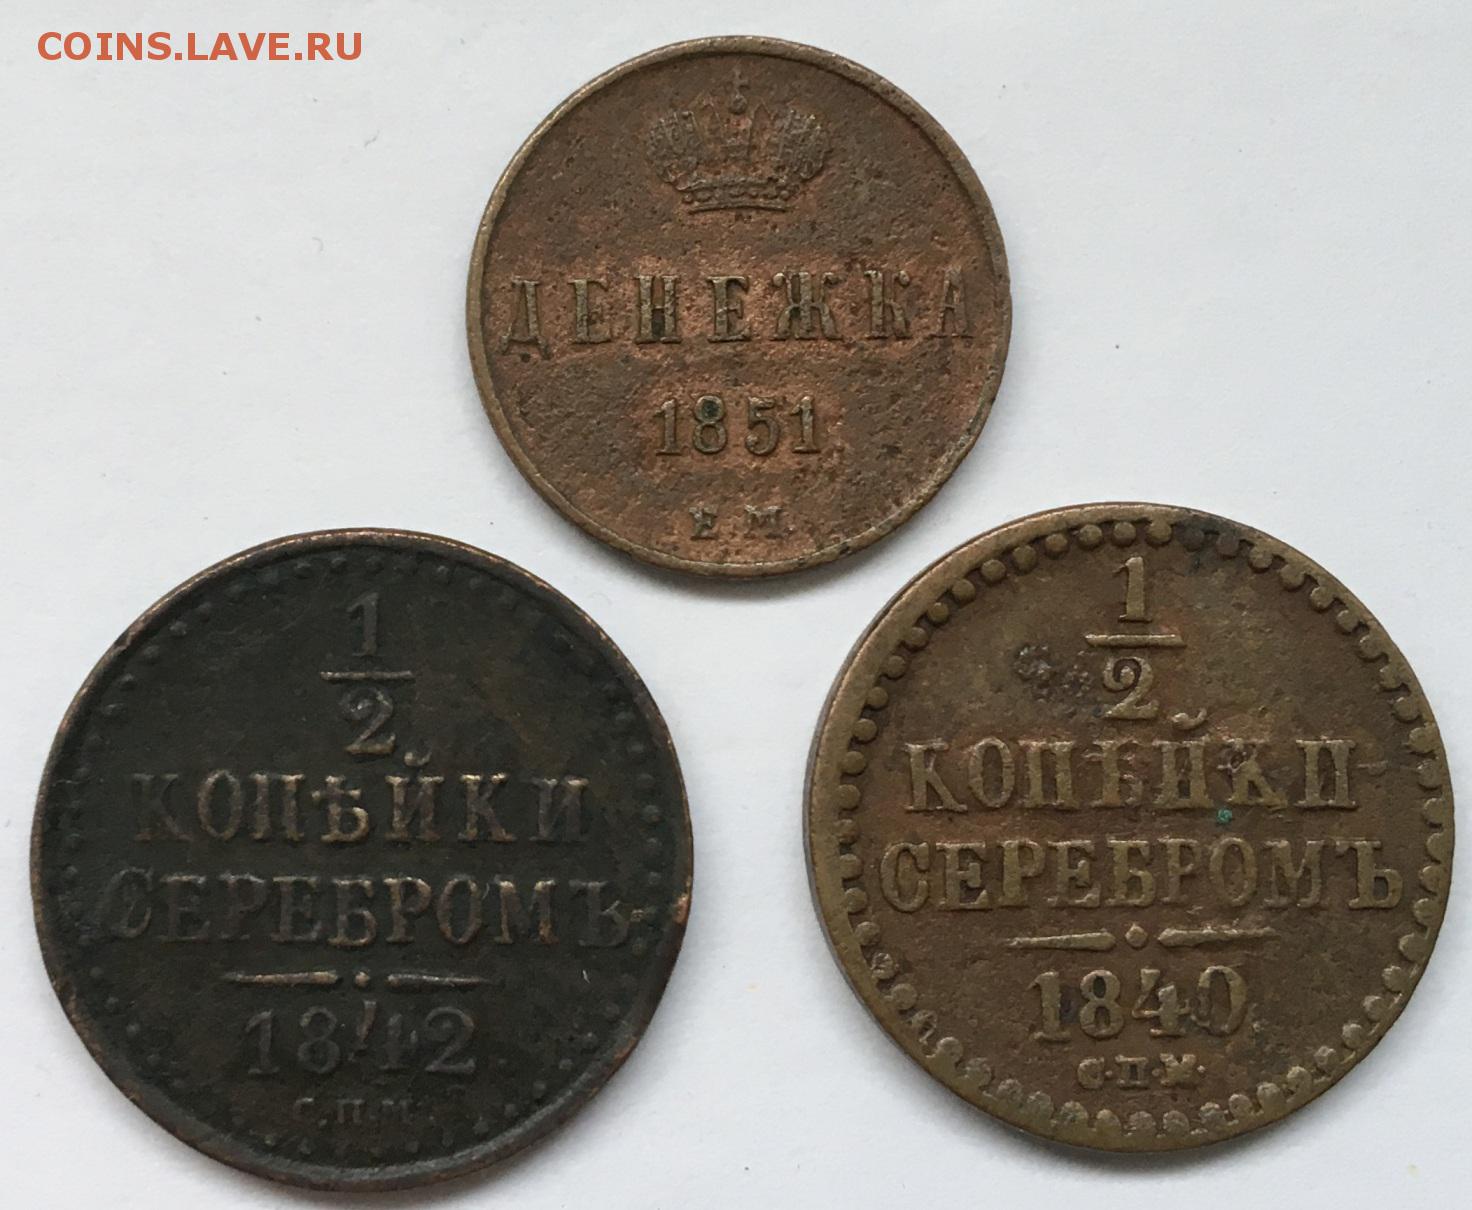 COINS.LAVE.RU
ДЕНЕЖКА
1851
Е.М.
1
2
КОПѢЙКИ
СЕРЕБРОМЪ
1842
С.П.М.
1
2
КОПѢЙКИ
СЕРЕБРОМЪ
1840
С.П.М.